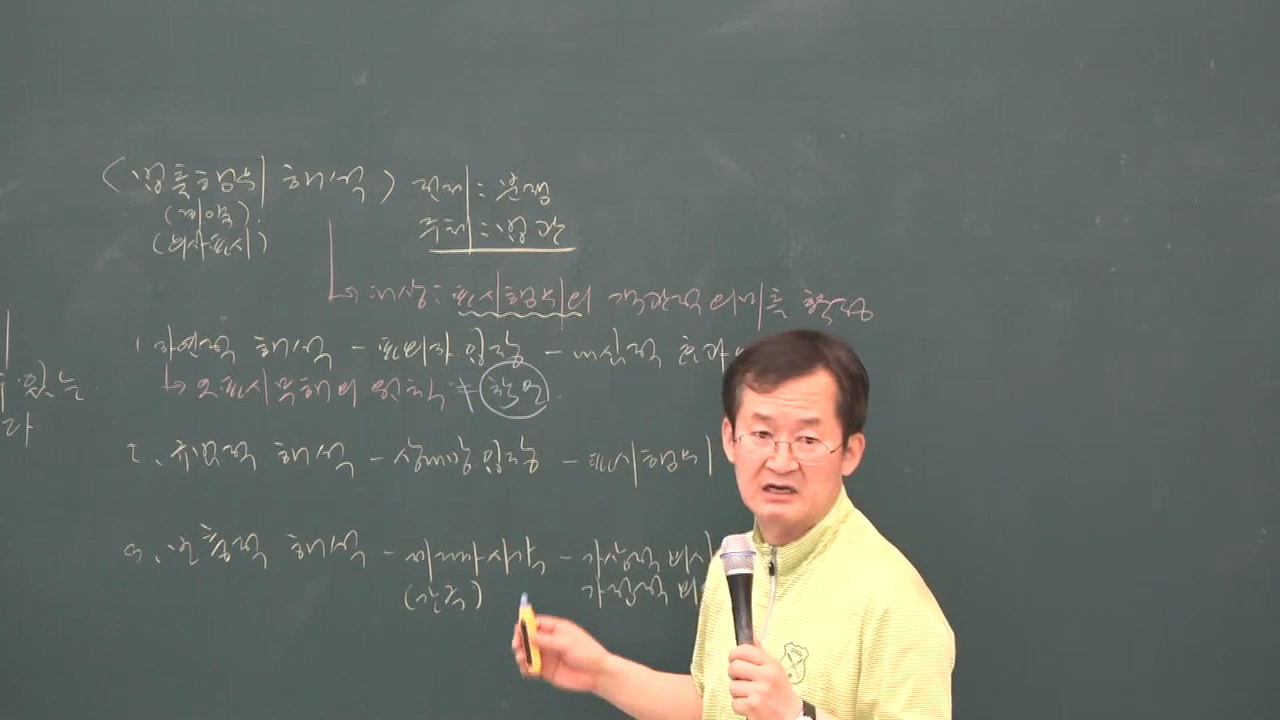 (법률행위 해석) 전제 : 분쟁
(계약) 주체 : 법관
(의사표시)
↳ 대상 : 표시행위의 객관적 의미를 확정
1. 자연적 해석 - 표의자 입장 - 내심적 효과
↳ 오표시무해의 원칙 ≠ 착오
2. 규범적 해석 - 상대방 입장 - 표시행위
3. 보충적 해석 - 제3자 시각 - 가상적 의사
(간축) 가정적 의
있는